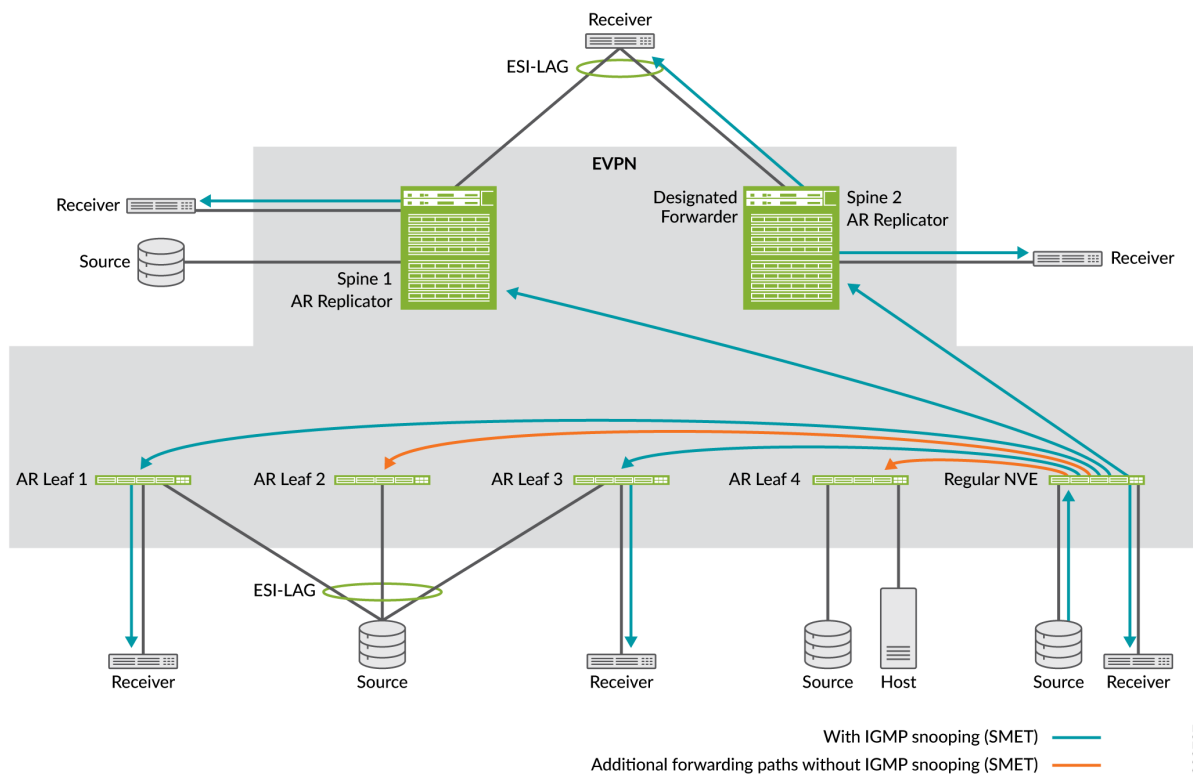 Receiver
ESI-LAG
EVPN
Receiver
Designated
Forwarder
Spine 2
AR Replicator
Source
Receiver
Spine 1
AR Replicator
AR Leaf 1
AR Leaf 2
AR Leaf 3
AR Leaf 4
Regular NVE
ESI-LAG
Receiver
Source
Receiver
Source
Host
Source
Receiver
With IGMP snooping (SMET)
Additional forwarding paths without IGMP snooping (SMET)